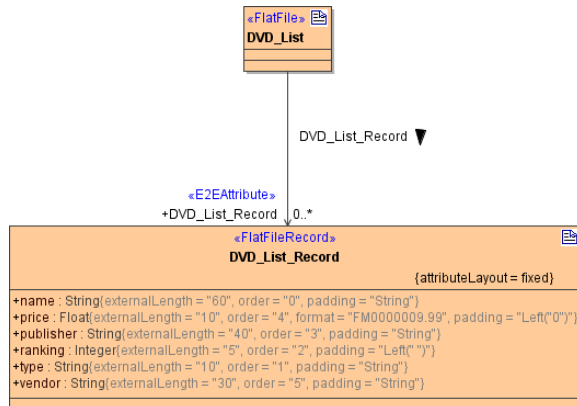 «FlatFile»
DVD_List
DVD_List_Record
«E2EAttribute»
+DVD_List_Record 0..*
«FlatFileRecord»
DVD_List_Record
{attributeLayout = fixed}
+name : String{externalLength = "60", order = "0", padding = "String"}
+price : Float{externalLength = "10", order = "4", format = "FM0000009.99", padding = "Left("0")"}
+publisher : String{externalLength = "40", order = "3", padding = "String"}
+ranking : Integer{externalLength = "5", order = "2", padding = "Left(" ")"}
+type : String{externalLength = "10", order = "1", padding = "String"}
+vendor : String{externalLength = "30", order = "5", padding = "String"}